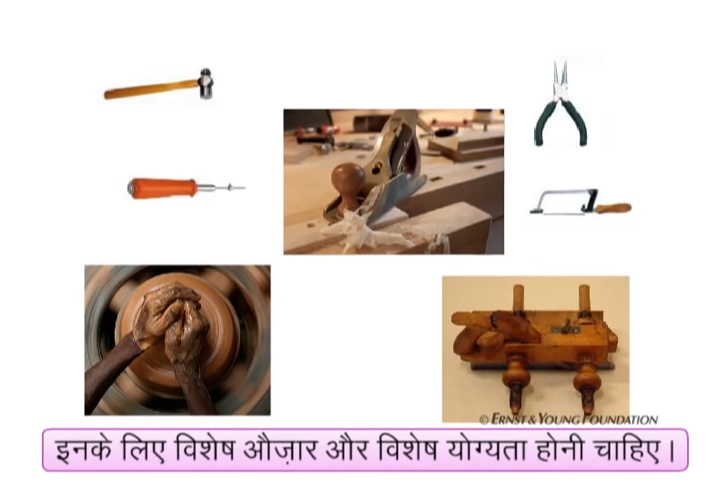 © ERNST & YOUNG FOUNDATION
इनके लिए विशेष औज़ार और विशेष योग्यता होनी चाहिए।